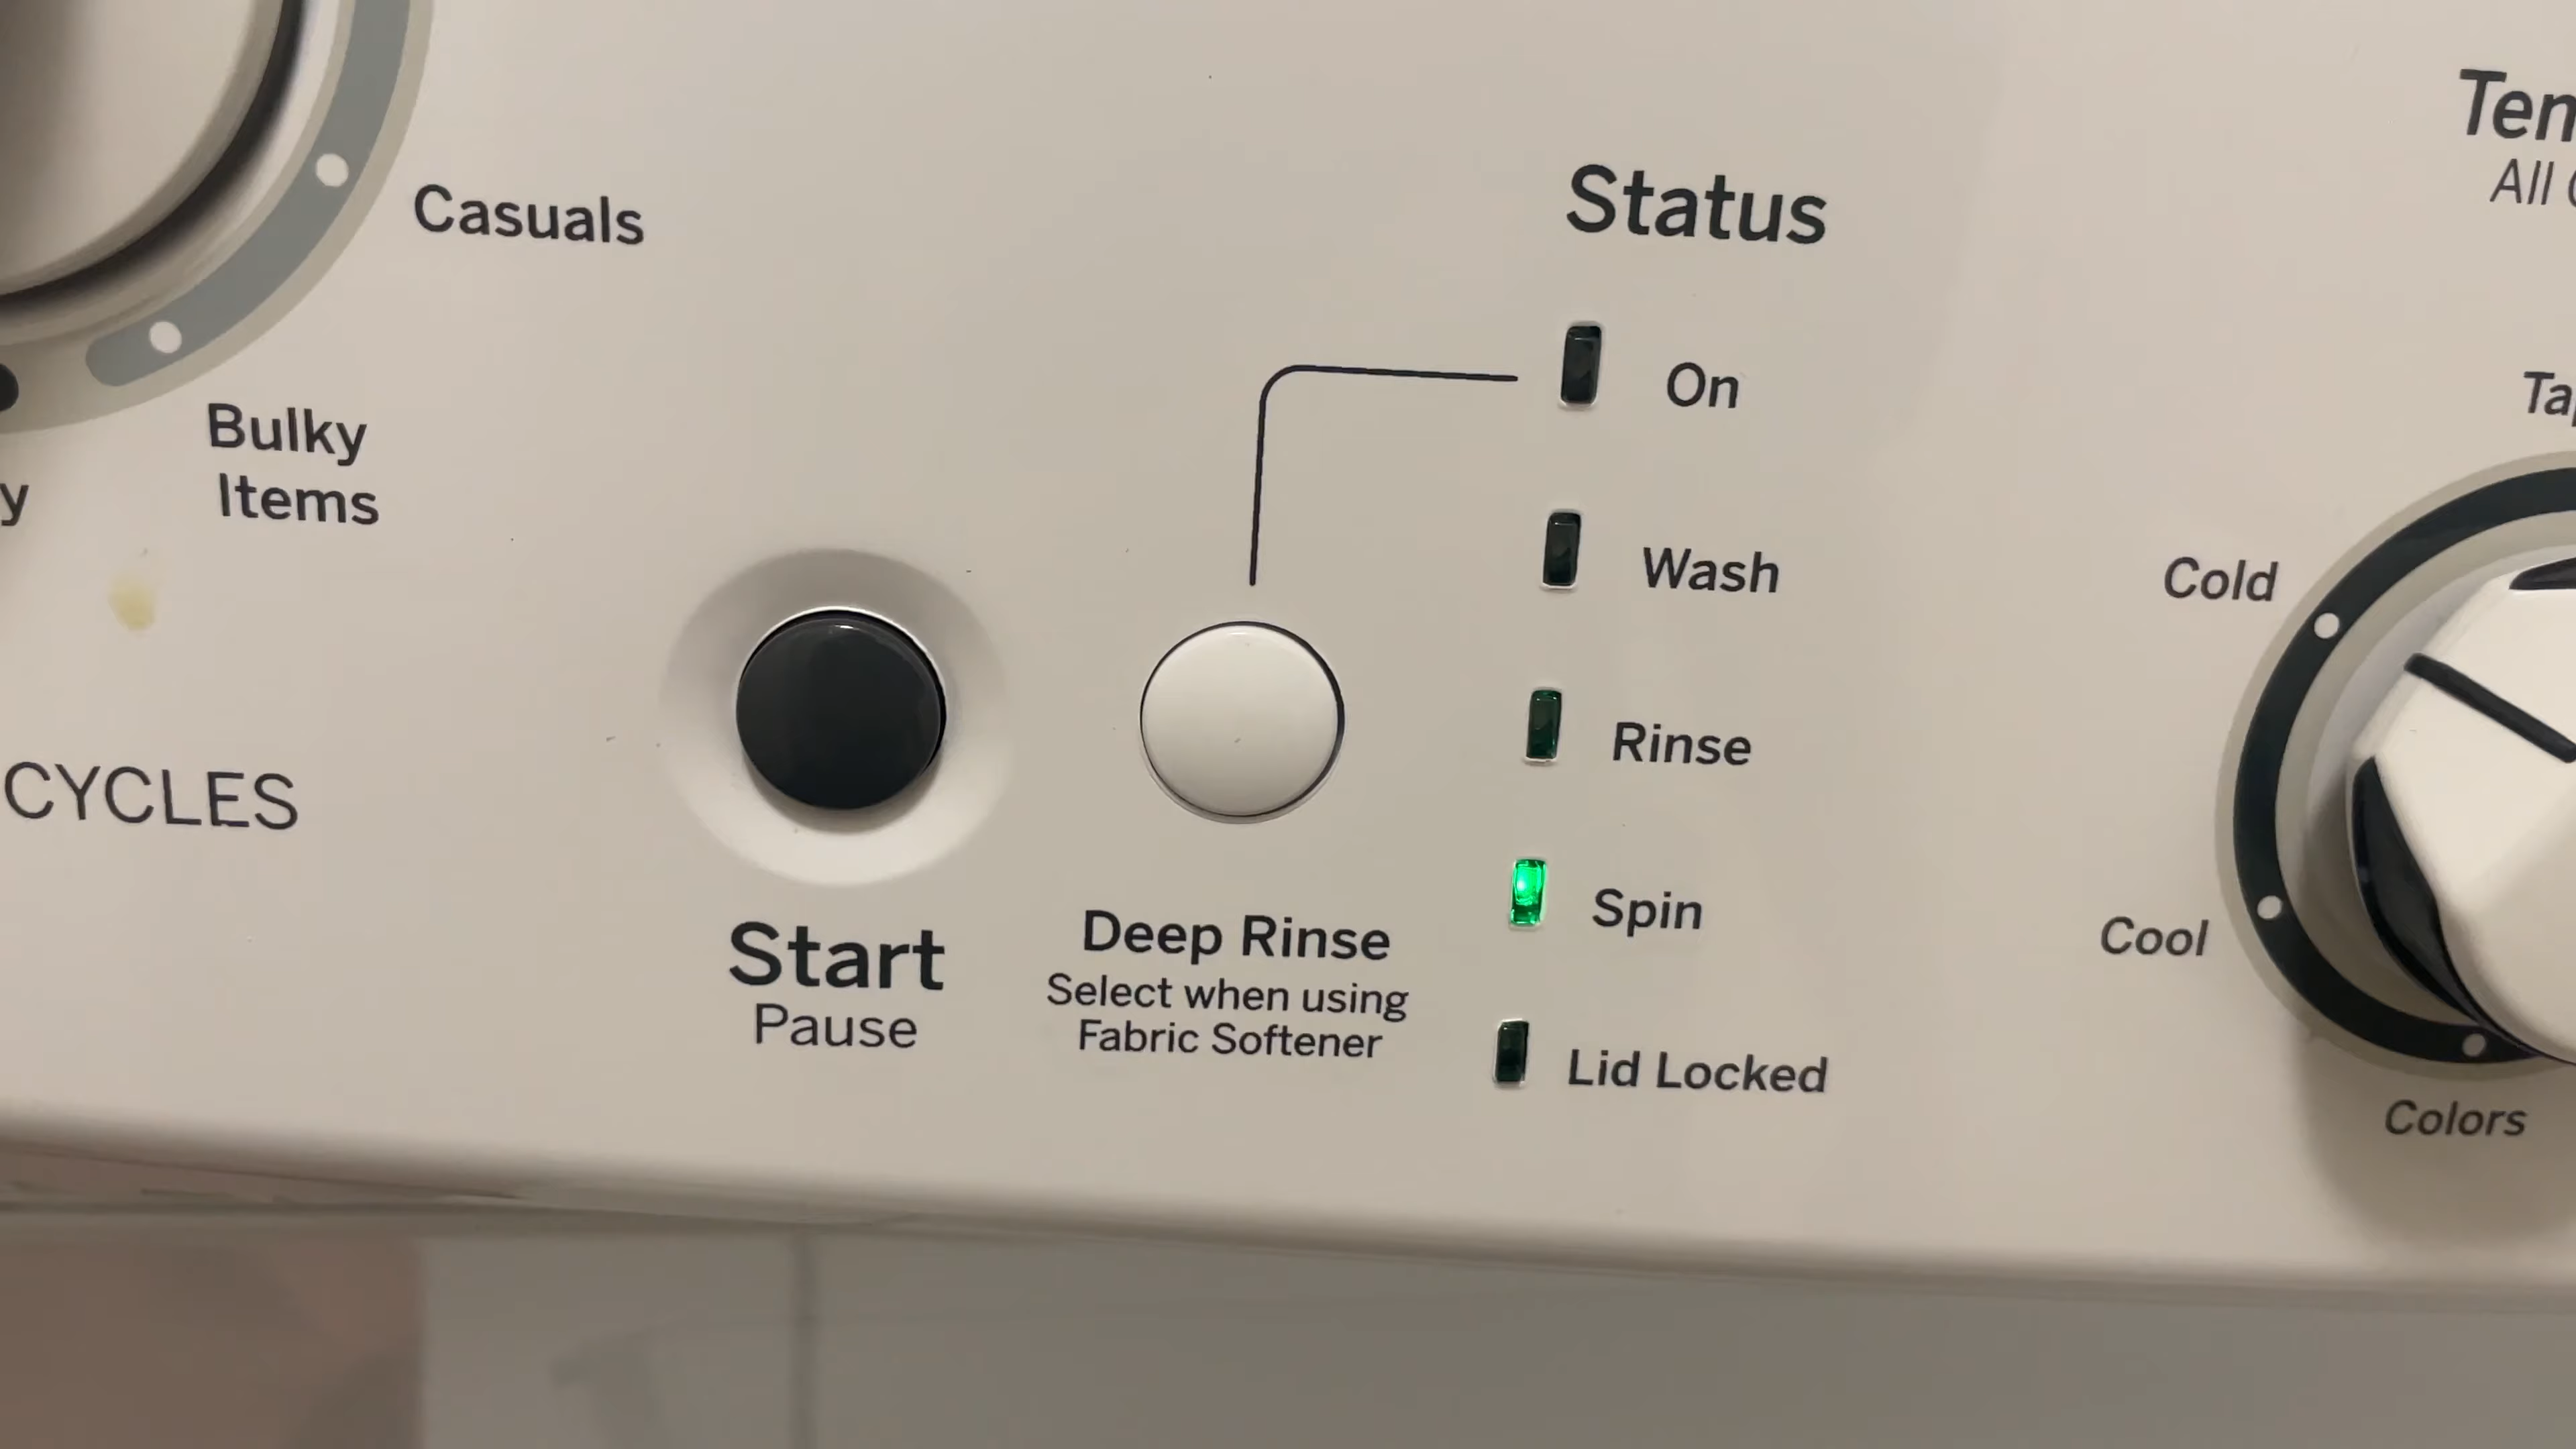 Casuals
Bulky
Items
CYCLES
Start
Pause
Deep Rinse
Select when using
Fabric Softener
Status
On
Wash
Rinse
Spin
Lid Locked
All
Cold
Cool
Colors